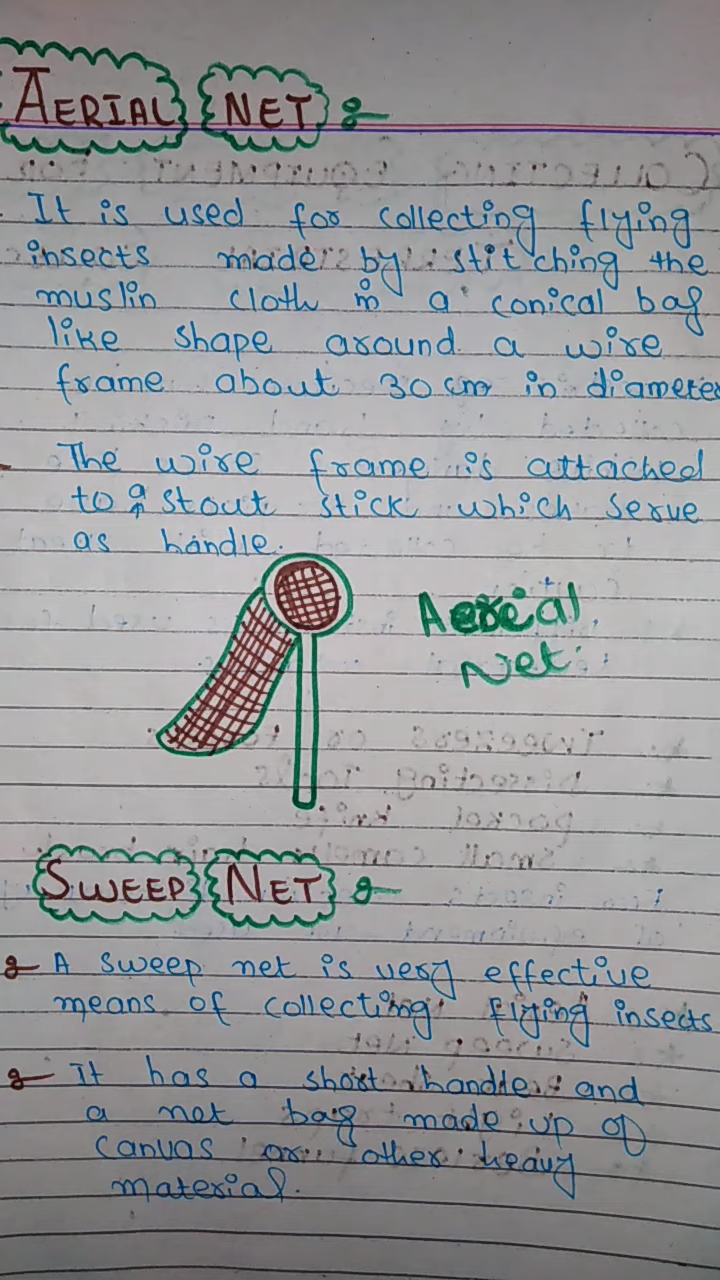 AERIAL NET :-
- It is used for collecting flying
insects made by stitching the
muslin cloth in a conical bag
like shape around a wire
frame about 30 cm in diameter
- The wire frame is attached
to a stout stick which serve
as handle.
Aerial
Net.
SWEEP NET :-
:- A sweep net is very effective
means of collecting flying insects
:- It has a short handle and
a net bag made up of
canvas or other heavy
material.